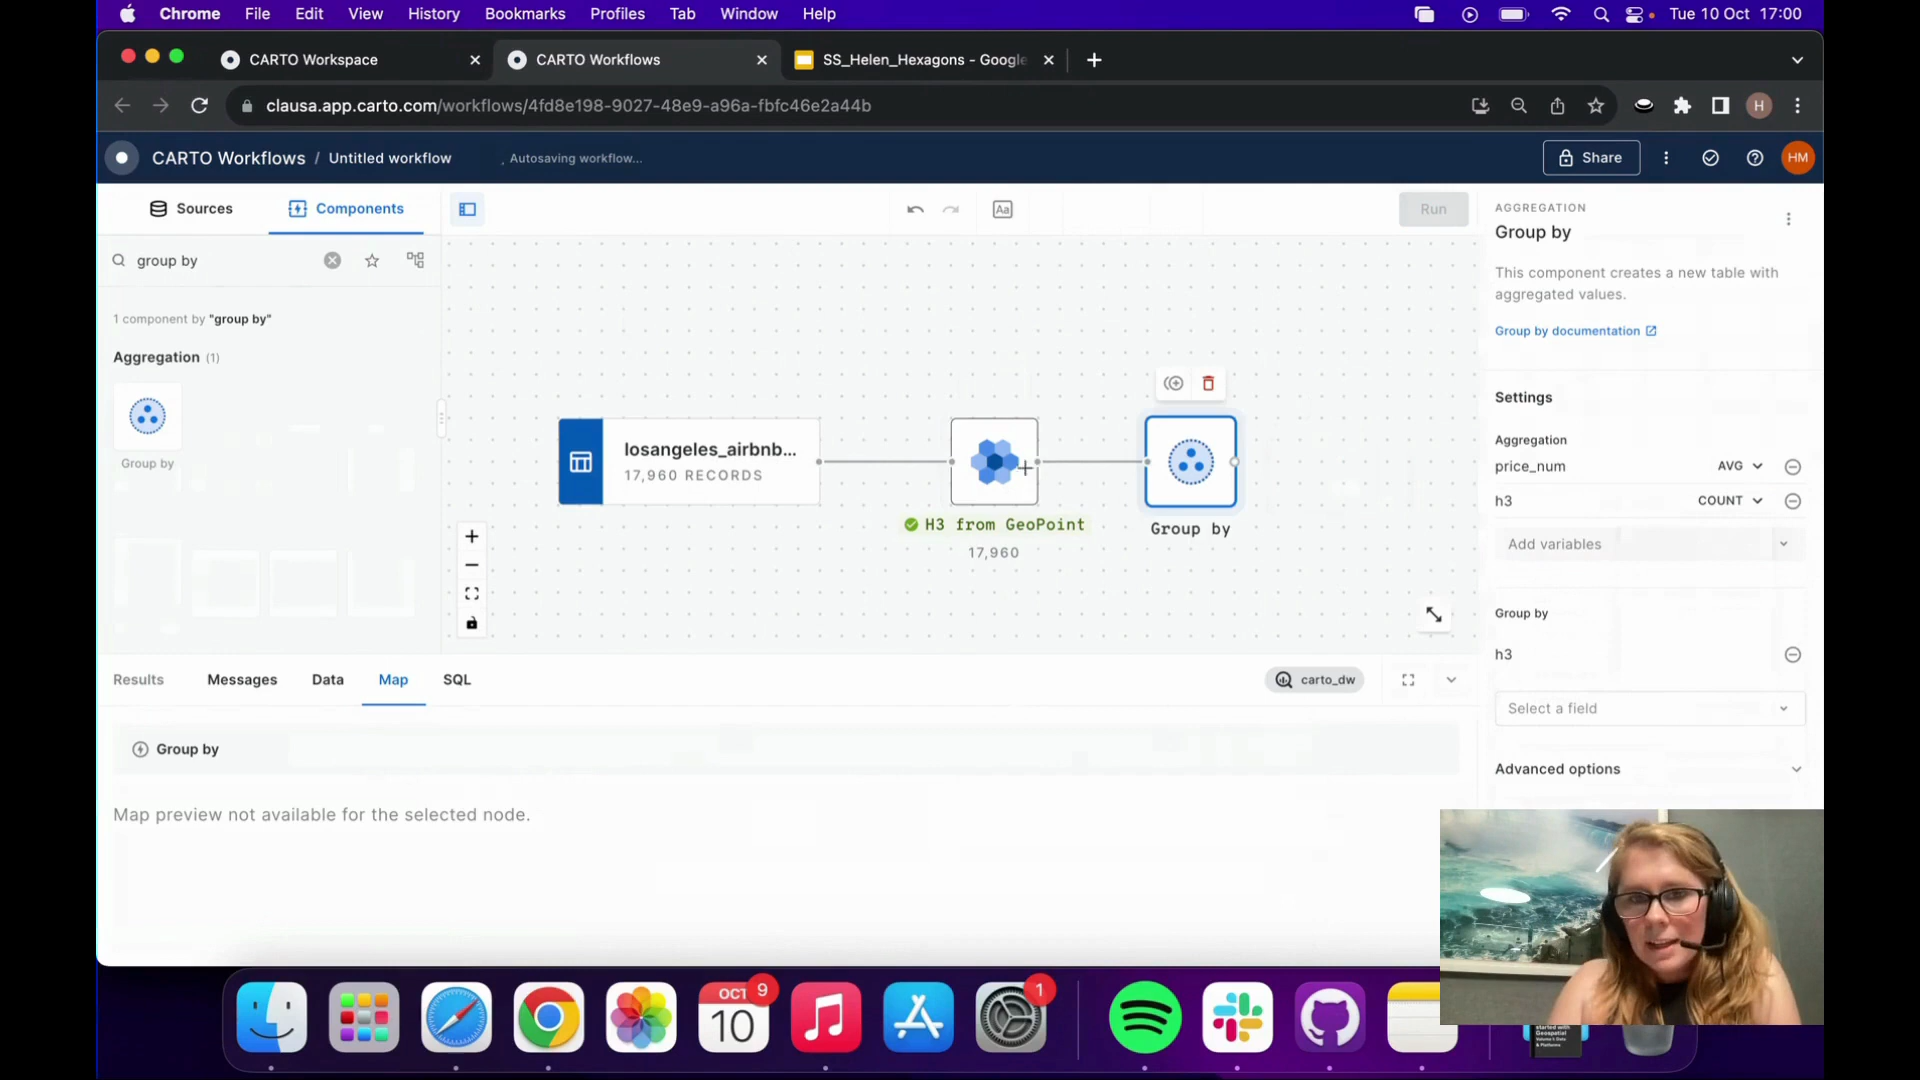 Chrome File Edit View History Bookmarks Profiles Tab Window Help Tue 10 Oct 17:00
CARTO Workspace CARTO Workflows SS_Helen_Hexagons - Google
clausa.app.carto.com/workflows/4fd8e198-9027-48e9-a96a-fbfc46e2a44b H
CARTO Workflows / Untitled workflow Autosaving workflow... Share HM
Sources Components Aa Run
AGGREGATION
Group by
group by
This component creates a new table with
aggregated values.
1 component by "group by"
Group by documentation
Aggregation (1)
Group by
losangeles_airbnb...
17,960 RECORDS
H3 from GeoPoint
17,960
Group by
Settings
Aggregation
price_num AVG
h3 COUNT
Add variables
Group by
h3
Select a field
Advanced options
Results Messages Data Map SQL carto_dw
Group by
Map preview not available for the selected node.
OCT 9
10
1
started with
Geospatial